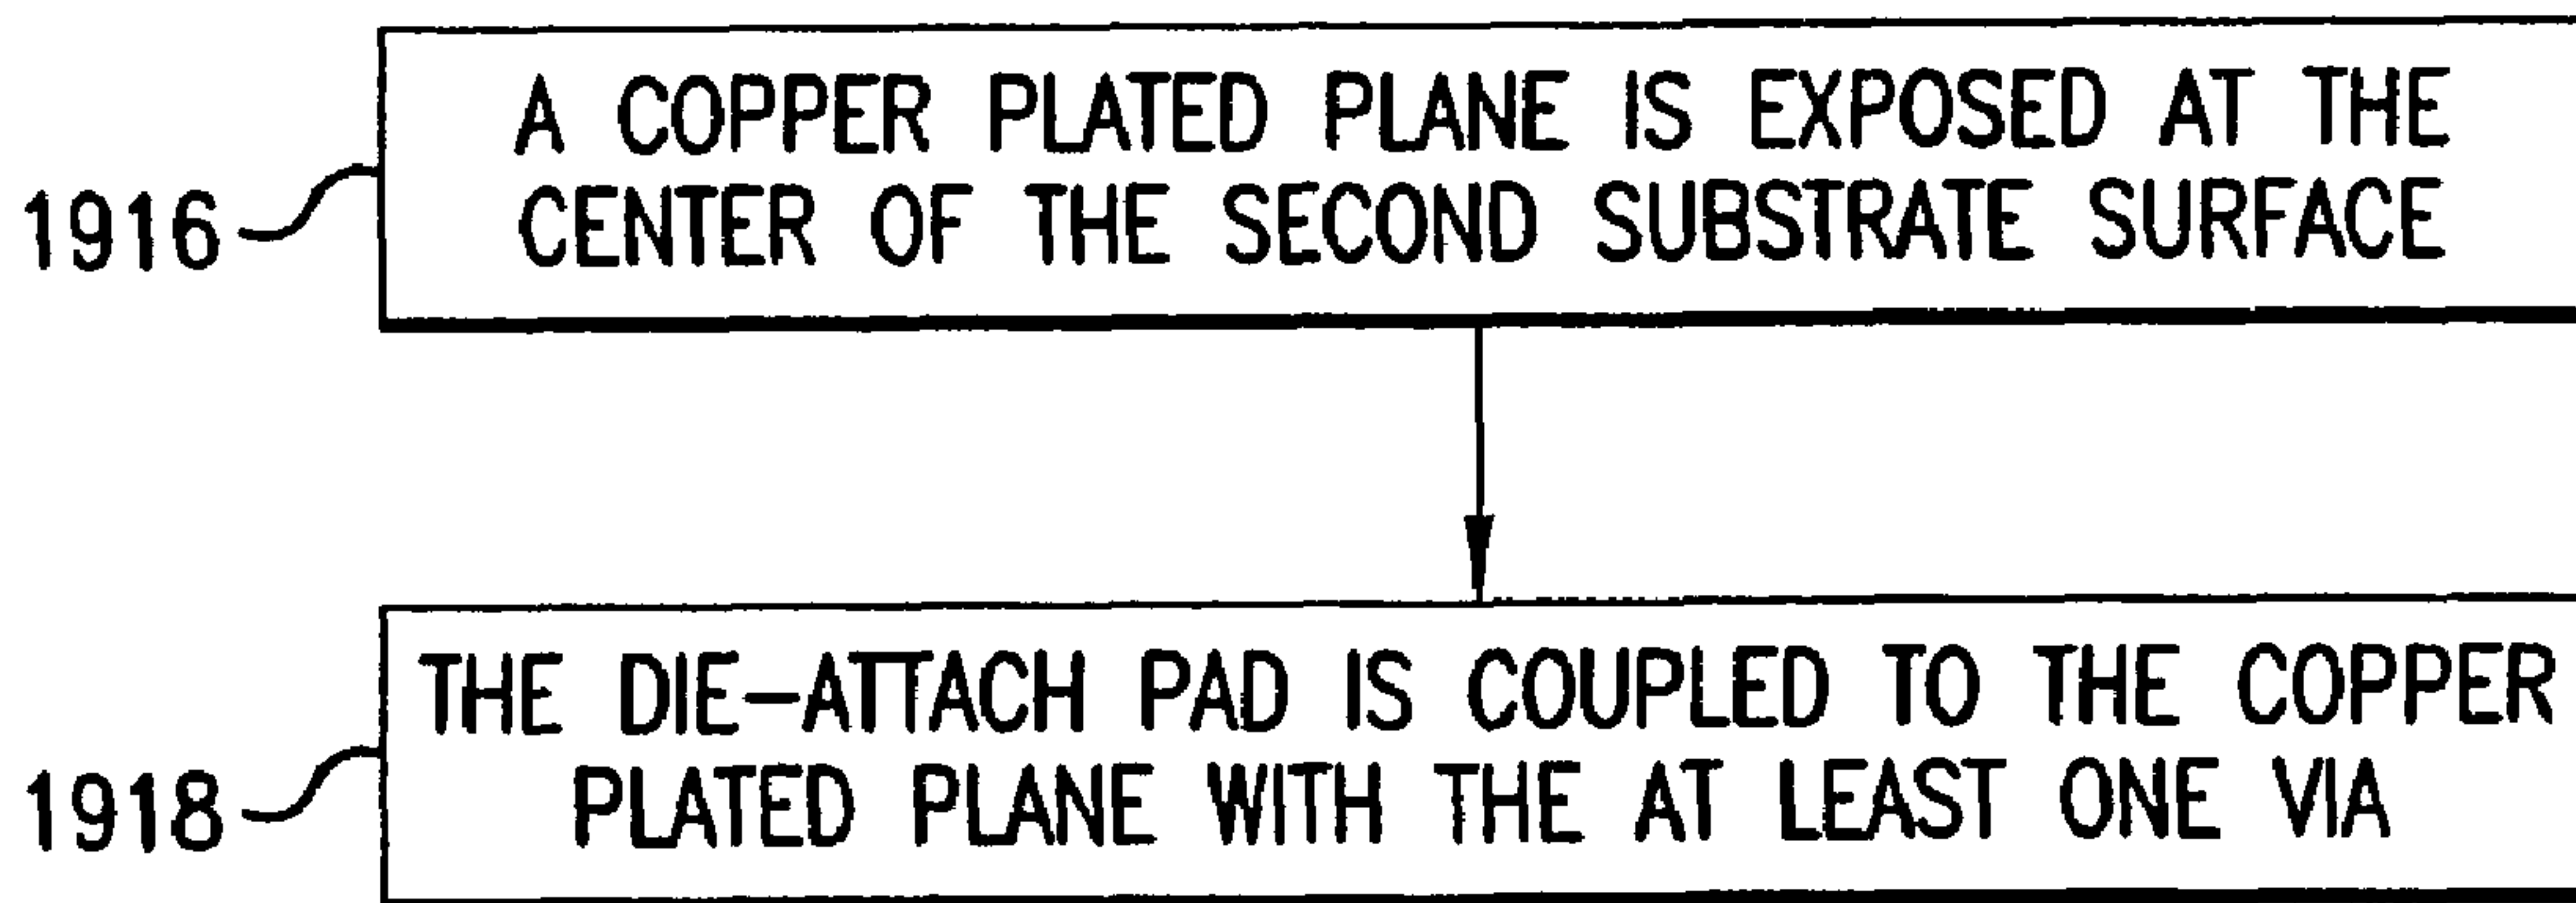 A COPPER PLATED PLANE IS EXPOSED AT THE
CENTER OF THE SECOND SUBSTRATE SURFACE
1916
THE DIE–ATTACH PAD IS COUPLED TO THE COPPER
PLATED PLANE WITH THE AT LEAST ONE VIA
1918